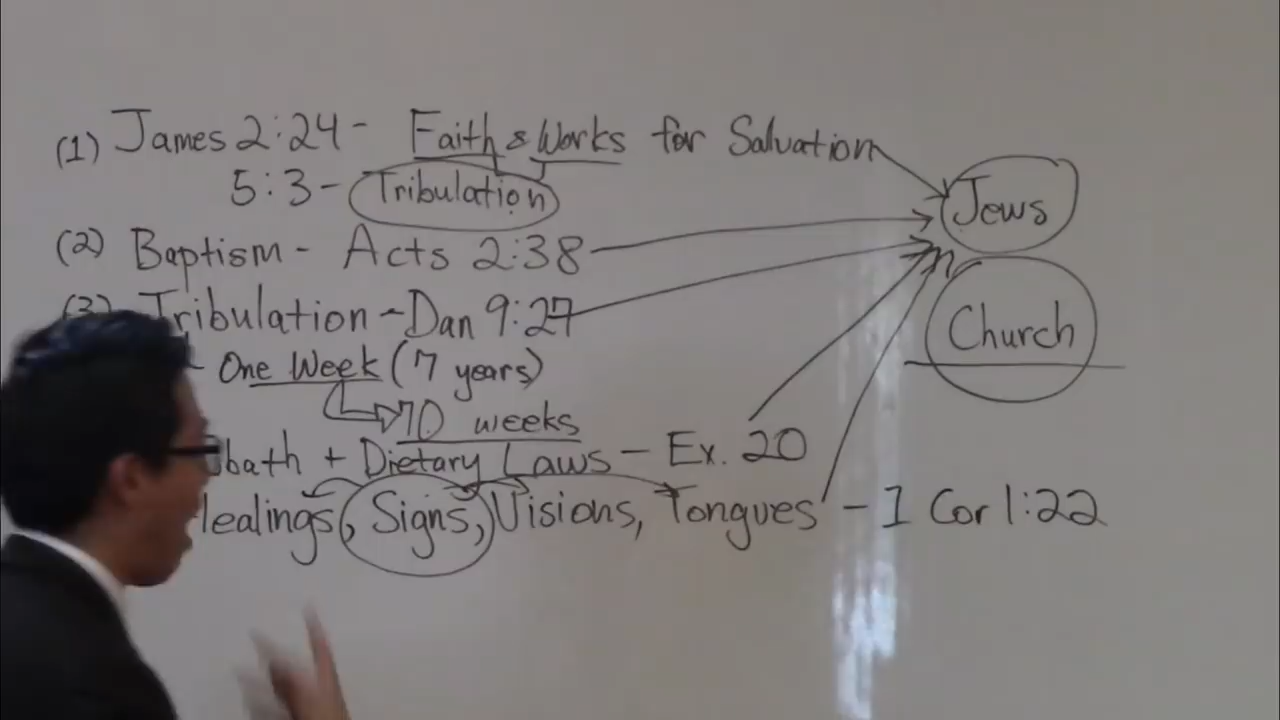 (1) James 2:24 - Faith & Works for Salvation
5:3 - Tribulation
Jews
(2) Baptism - Acts 2:38
(3) Tribulation - Dan 9:27
Church
One Week (7 years)
70 weeks
bath + Dietary Laws - Ex. 20
ealings, Signs, Visions, Tongues - I Cor 1:22